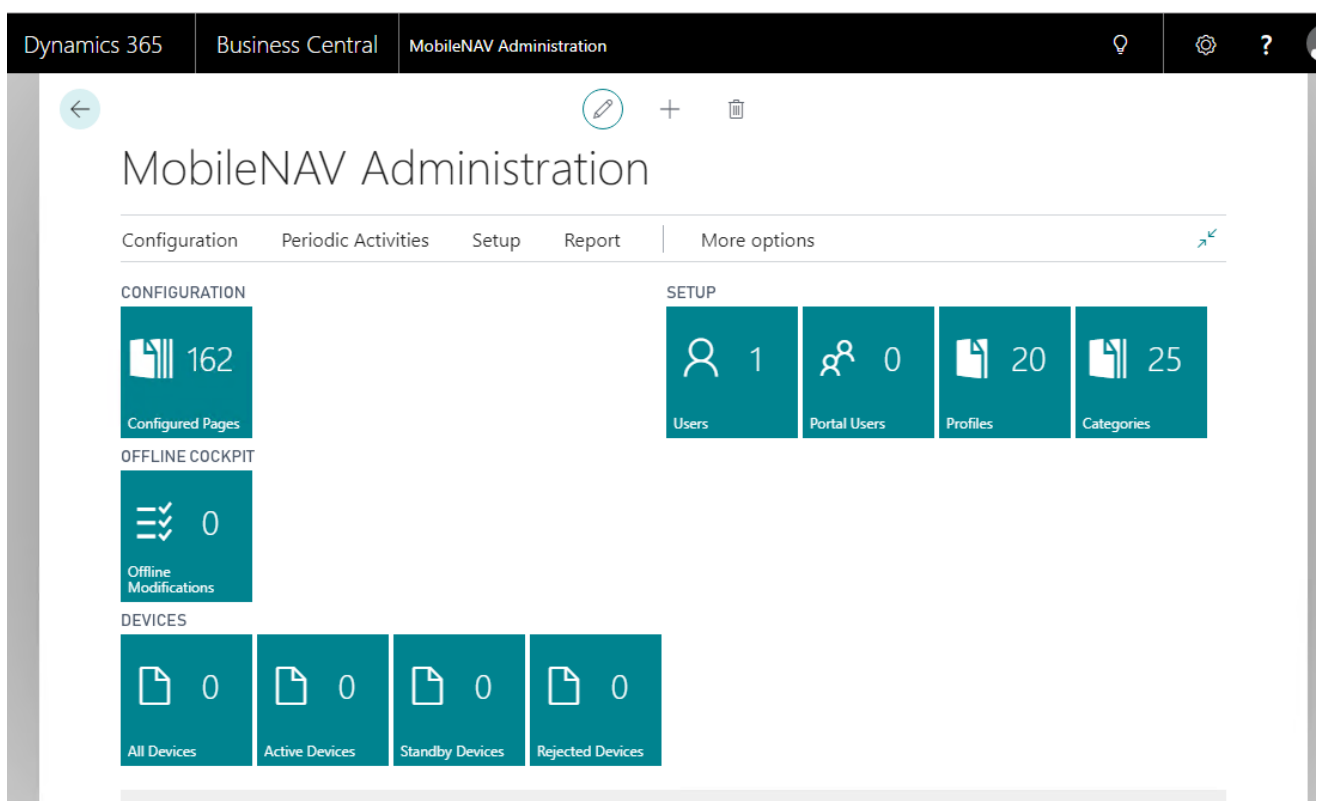 Dynamics 365 Business Central MobileNAV Administration ?
MobileNAV Administration
Configuration Periodic Activities Setup Report More options
CONFIGURATION
162
Configured Pages
SETUP
1
Users
0
Portal Users
20
Profiles
25
Categories
OFFLINE COCKPIT
0
Offline
Modifications
DEVICES
0
All Devices
0
Active Devices
0
Standby Devices
0
Rejected Devices